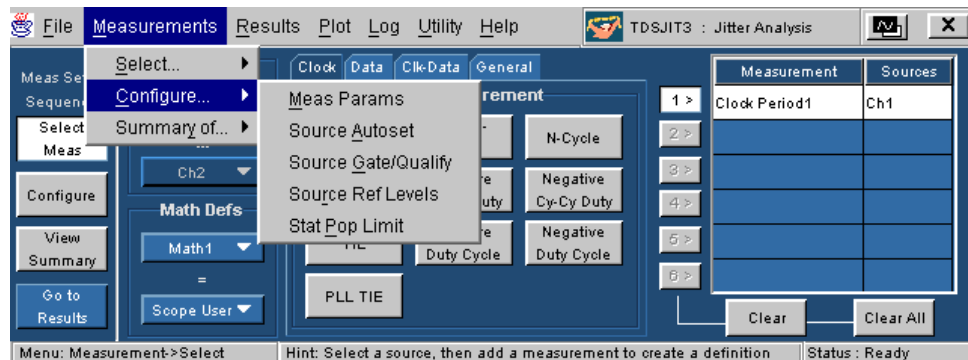 File Measurements Results Plot Log Utility Help TDSJIT3 : Jitter Analysis X
Select...
Configure...
Summary of...
Meas Params
Source Autoset
Source Gate/Qualify
Source Ref Levels
Stat Pop Limit
Meas Se
Sequen
Select
Meas
Configure
View
Summary
Go to
Results
Ch2
Math Defs
Math1
=
Scope User
Clock Data Clk-Data General
N-Cycle
Negative
Cy-Cy Duty
Duty Cycle
Negative
Duty Cycle
PLL TIE
1 >
2 >
3 >
4 >
5 >
6 >
Measurement Sources
Clock Period1 Ch1
Clear Clear All
Menu: Measurement->Select Hint: Select a source, then add a measurement to create a definition Status : Ready